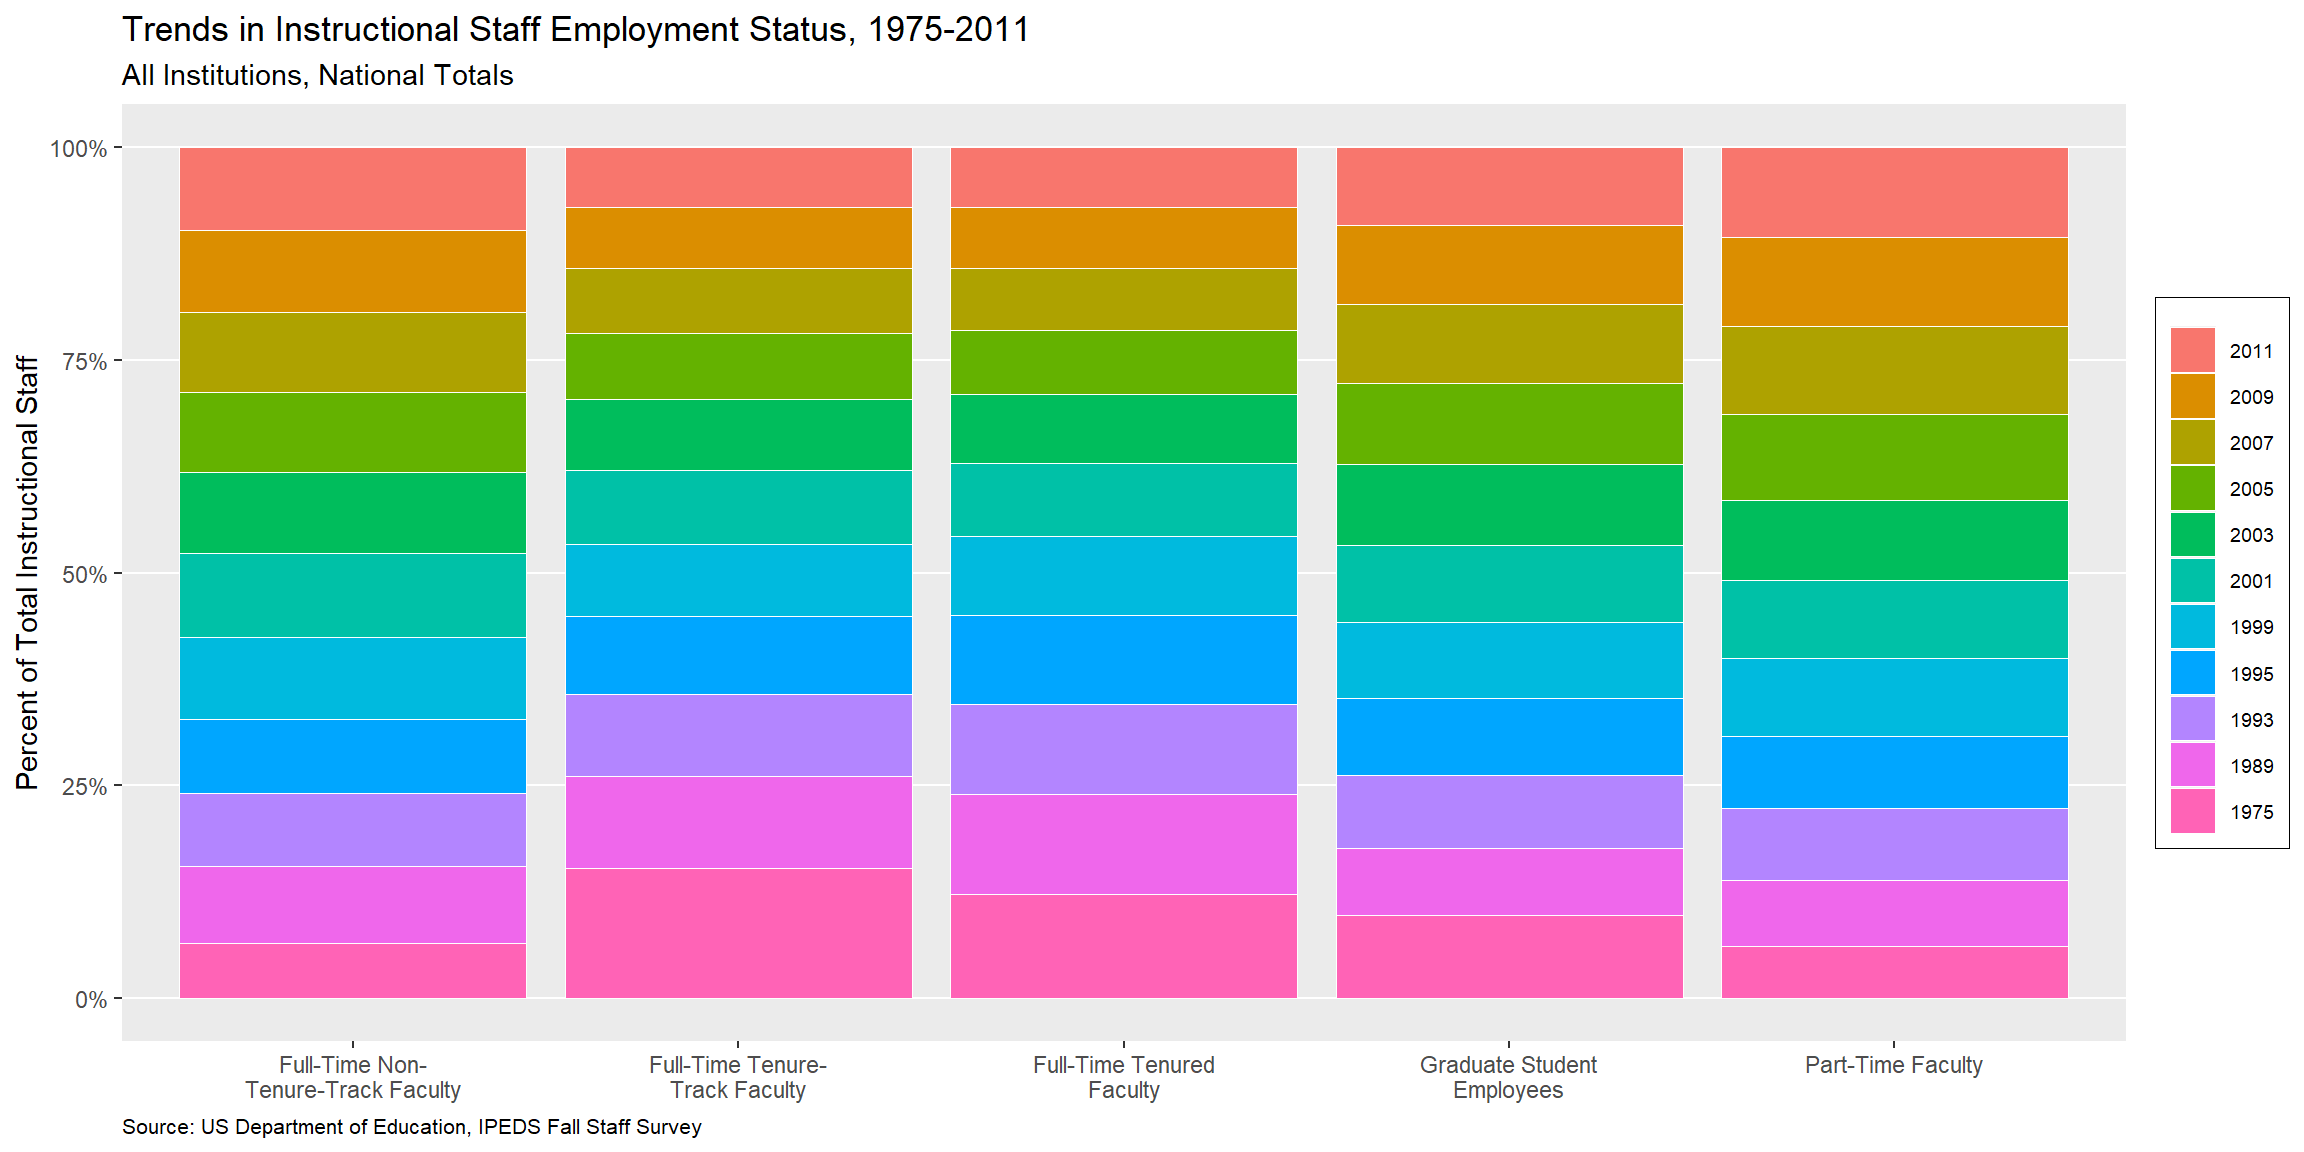 Trends in Instructional Staff Employment Status, 1975-2011
All Institutions, National Totals
Percent of Total Instructional Staff
100%
75%
50%
25%
0%
2011
2009
2007
2005
2003
2001
1999
1995
1993
1989
1975
Full-Time Non-
Tenure-Track Faculty
Full-Time Tenure-
Track Faculty
Full-Time Tenured
Faculty
Graduate Student
Employees
Part-Time Faculty
Source: US Department of Education, IPEDS Fall Staff Survey